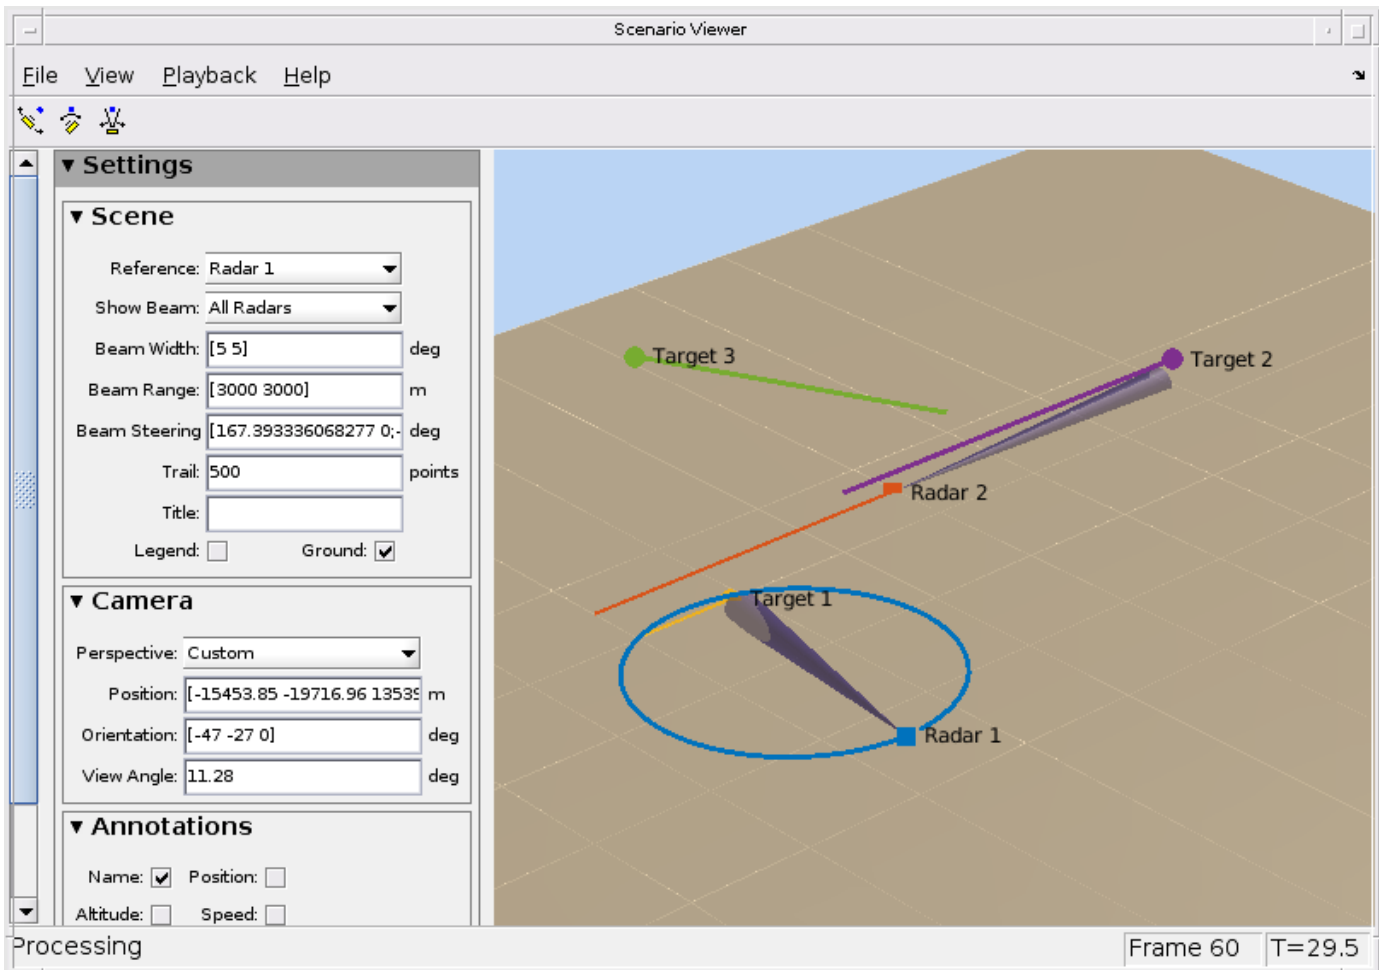 Scenario Viewer
File View Playback Help
Settings
Scene
Reference: Radar 1
Show Beam: All Radars
Beam Width: [5 5] deg
Beam Range: [3000 3000] m
Beam Steering [167.393336068277 0;- deg
Trail: 500 points
Title:
Legend: Ground:
Camera
Perspective: Custom
Position: [-15453.85 -19716.96 13539 m
Orientation: [-47 -27 0] deg
View Angle: 11.28 deg
Annotations
Name: Position:
Altitude: Speed:
Target 3
Target 2
Radar 2
Target 1
Radar 1
Processing
Frame 60 T=29.5